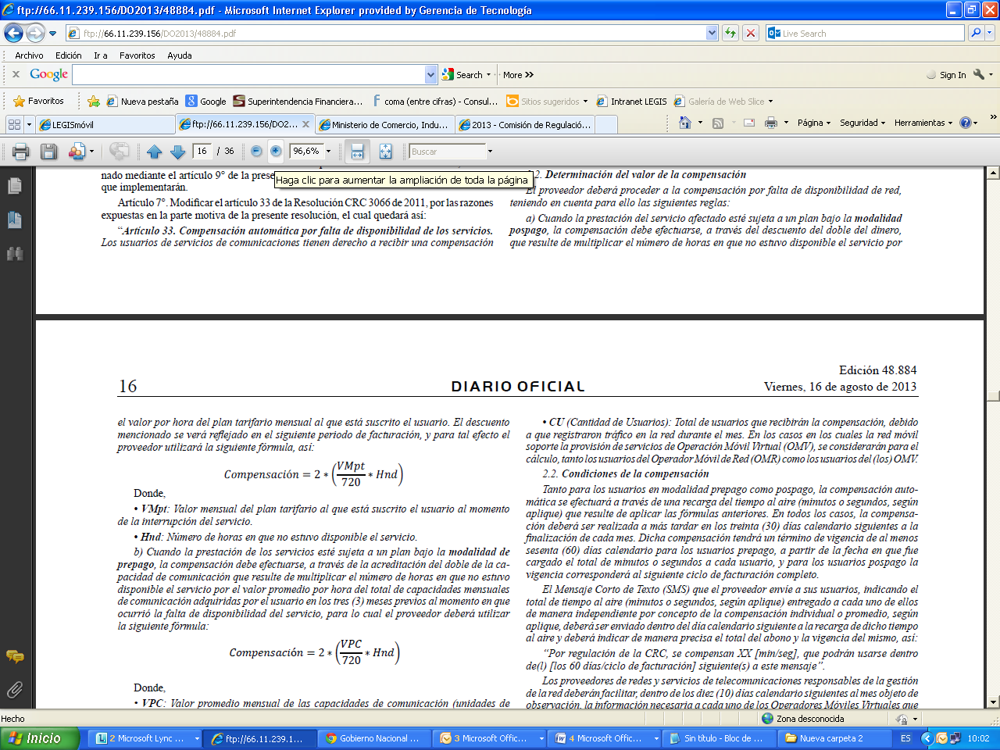 ftp://66.11.239.156/DO2013/48884.pdf - Microsoft Internet Explorer provided by Gerencia de Tecnología
ftp://66.11.239.156/DO2013/48884.pdf
Live Search
Archivo Edición Ir a Favoritos Ayuda
x Google Search More >> Sign In
Favoritos Nueva pestaña Google Superintendencia Financiera... coma (entre cifras) - Consul... Sitios sugeridos Intranet LEGIS Galería de Web Slice
LEGISmóvil ftp://66.11.239.156/DO2... Ministerio de Comercio, Indu... 2013 - Comisión de Regulació... Página Seguridad Herramientas
16 / 36 96,6% Buscar
Haga clic para aumentar la ampliación de toda la página
nado mediante el artículo 9° de la prese
que implementarán.
Artículo 7°. Modificar el artículo 33 de la Resolución CRC 3066 de 2011, por las razones
expuestas en la parte motiva de la presente resolución, el cual quedará así:
“Artículo 33. Compensación automática por falta de disponibilidad de los servicios.
Los usuarios de servicios de comunicaciones tienen derecho a recibir una compensación
2. Determinación del valor de la compensación
El proveedor deberá proceder a la compensación por falta de disponibilidad de red,
teniendo en cuenta para ello las siguientes reglas:
a) Cuando la prestación del servicio afectado esté sujeta a un plan bajo la modalidad
pospago, la compensación debe efectuarse, a través del descuento del doble del dinero,
que resulte de multiplicar el número de horas en que no estuvo disponible el servicio por
16
DIARIO OFICIAL
Edición 48.884
Viernes, 16 de agosto de 2013
el valor por hora del plan tarifario mensual al que está suscrito el usuario. El descuento
mencionado se verá reflejado en el siguiente periodo de facturación, y para tal efecto el
proveedor utilizará la siguiente fórmula, así:
Compensación = 2 * (VMpt/720 * Hnd)
Donde,
• VMpt: Valor mensual del plan tarifario al que está suscrito el usuario al momento
de la interrupción del servicio.
• Hnd: Número de horas en que no estuvo disponible el servicio.
b) Cuando la prestación de los servicios esté sujeta a un plan bajo la modalidad de
prepago, la compensación debe efectuarse, a través de la acreditación del doble de la ca-
pacidad de comunicación que resulte de multiplicar el número de horas en que no estuvo
disponible el servicio por el valor promedio por hora del total de capacidades mensuales
de comunicación adquiridas por el usuario en los tres (3) meses previos al momento en que
ocurrió la falta de disponibilidad del servicio, para lo cual el proveedor deberá utilizar
la siguiente fórmula:
Compensación = 2 * (VPC/720 * Hnd)
Donde,
• VPC: Valor promedio mensual de las capacidades de comunicación (unidades de
• CU (Cantidad de Usuarios): Total de usuarios que recibirán la compensación, debido
a que registraron tráfico en la red durante el mes. En los casos en los cuales la red móvil
soporte la provisión de servicios de Operación Móvil Virtual (OMV), se considerarán para el
cálculo, tanto los usuarios del Operador Móvil de Red (OMR) como los usuarios del (los) OMV.
2.2. Condiciones de la compensación
Tanto para los usuarios en modalidad prepago como pospago, la compensación auto-
mática se efectuará a través de una recarga del tiempo al aire (minutos o segundos, según
aplique) que resulte de aplicar las fórmulas anteriores. En todos los casos, la compensa-
ción deberá ser realizada a más tardar en los treinta (30) días calendario siguientes a la
finalización de cada mes. Dicha compensación tendrá un término de vigencia de al menos
sesenta (60) días calendario para los usuarios prepago, a partir de la fecha en que fue
cargado el total de minutos o segundos a cada usuario, y para los usuarios pospago la
vigencia corresponderá al siguiente ciclo de facturación completo.
El Mensaje Corto de Texto (SMS) que el proveedor envíe a sus usuarios, indicando el
total de tiempo al aire (minutos o segundos, según aplique) entregado a cada uno de ellos
de manera independiente por concepto de la compensación individual o promedio, según
aplique, deberá ser enviado dentro del día calendario siguiente a la recarga de dicho tiempo
al aire y deberá indicar de manera precisa el total del abono y la vigencia del mismo, así:
“Por regulación de la CRC, se compensan XX [min/seg], que podrán usarse dentro
de(l) [los 60 días/ciclo de facturación] siguiente(s) a este mensaje”.
Los proveedores de redes y servicios de telecomunicaciones responsables de la gestión
de la red deberán facilitar, dentro de los diez (10) días calendario siguientes al mes objeto de
observación, la información necesaria a cada uno de los Operadores Móviles Virtuales que
Hecho Zona desconocida
Inicio 2 Microsoft Lync ... ftp://66.11.239.1... Gobierno Nacional ... 3 Microsoft Offic... 4 Microsoft Offic... Sin título - Bloc de ... Nueva carpeta 2 ES 10:02